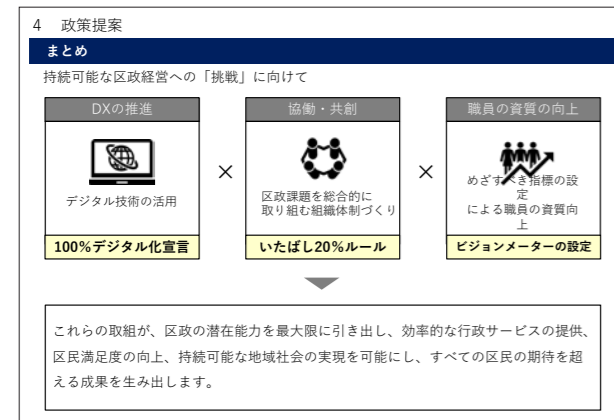 4 政策提案
まとめ
持続可能な区政経営への「挑戦」に向けて
DXの推進
デジタル技術の活用
100%デジタル化宣言
×
協働・共創
区政課題を総合的に
取り組む組織体制づくり
いたばし20%ルール
×
職員の資質の向上
めざすべき指標の設
定
による職員の資質向
上
ビジョンメーターの設定
これらの取組が、区政の潜在能力を最大限に引き出し、効率的な行政サービスの提供、
区民満足度の向上、持続可能な地域社会の実現を可能にし、すべての区民の期待を超
える成果を生み出します。